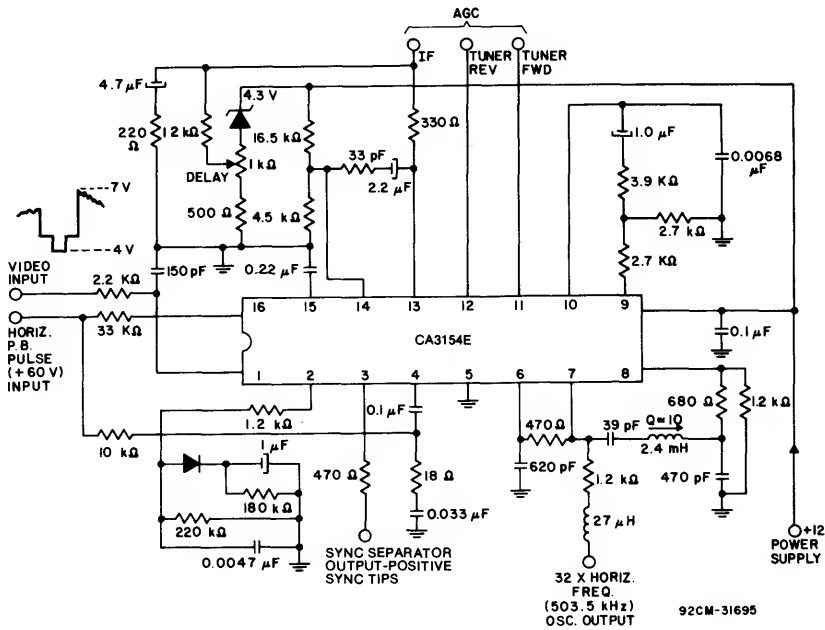 AGC
IF
TUNER
REV
TUNER
FWD
4.7 μF
4.3 V
220
Ω
12 kΩ
16.5 kΩ
330 Ω
1.0 μF
0.0068
μF
1 kΩ
DELAY
33 pF
2.2 μF
3.9 KΩ
7 V
500 Ω
4.5 kΩ
2.7 kΩ
4 V
2.7 KΩ
VIDEO
INPUT
2.2 KΩ
150 pF
0.22 μF
HORIZ.
P.B.
PULSE
(+60 V)
INPUT
33
KΩ
16 15 14 13 12 11 10 9
CA3154E
1 2 3 4 5 6 7 8
0.1 μF
1.2 kΩ
0.1 μF
470 Ω
39 pF
Q≃10
2.4 mH
680 Ω
1.2 kΩ
10 kΩ
1 μF
180 kΩ
220 kΩ
0.0047 μF
470 Ω
18 Ω
0.033 μF
620 pF
1.2 kΩ
27 μH
470 pF
+12
POWER
SUPPLY
SYNC SEPARATOR
OUTPUT-POSITIVE
SYNC TIPS
32 X HORIZ.
FREQ.
(503.5 kHz)
OSC. OUTPUT
92CM-31695